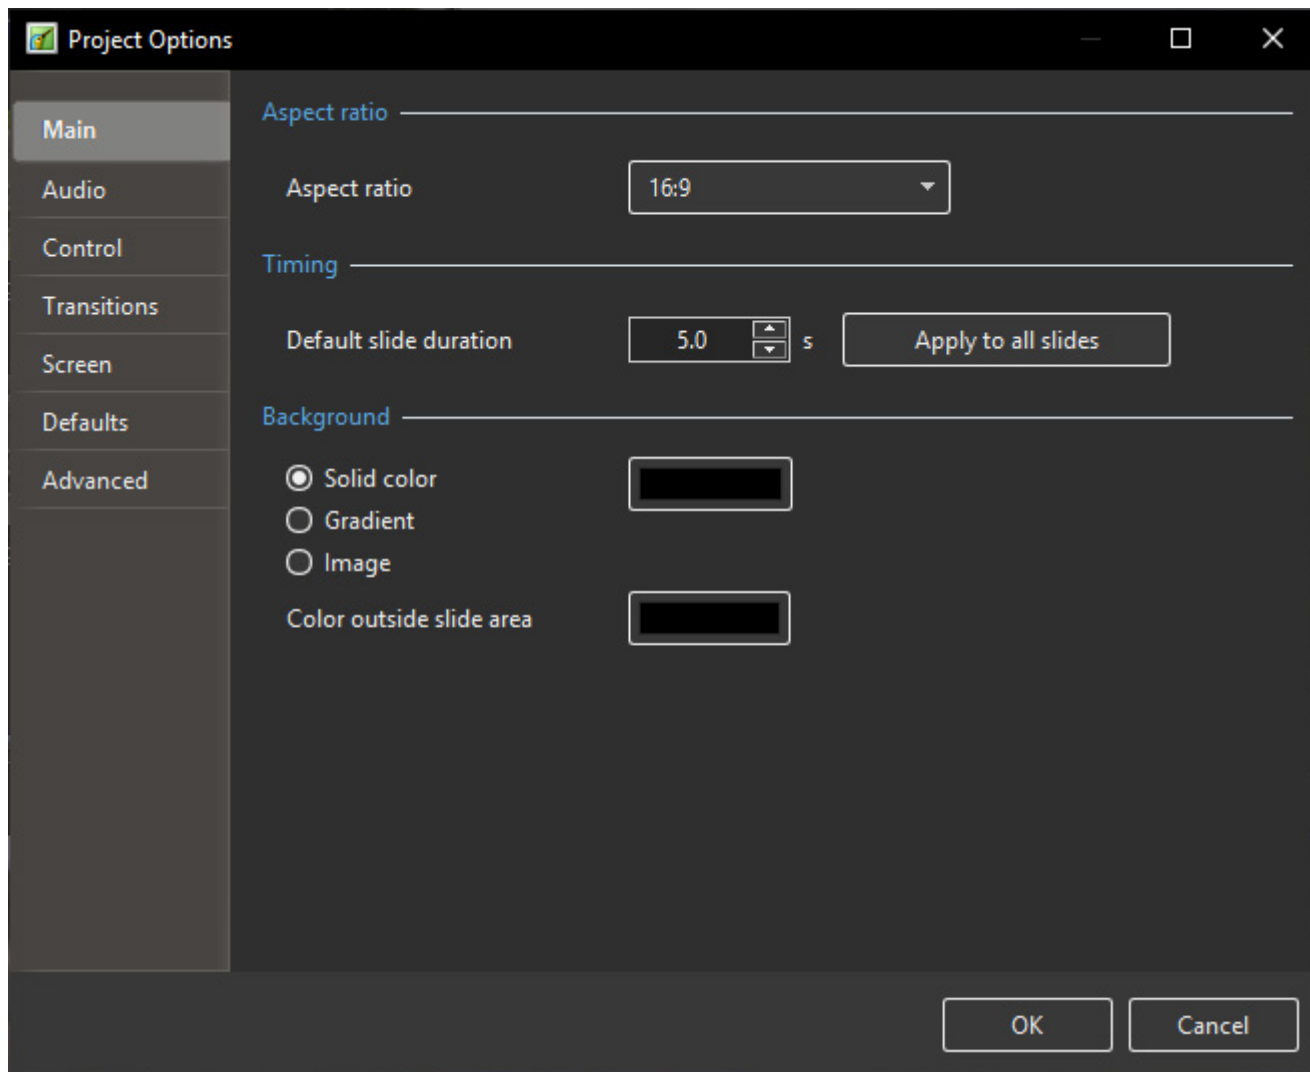 Project Options
Main
Audio
Control
Transitions
Screen
Defaults
Advanced
Aspect ratio
Aspect ratio 16:9
Timing
Default slide duration 5.0 s Apply to all slides
Background
Solid color
Gradient
Image
Color outside slide area
OK Cancel